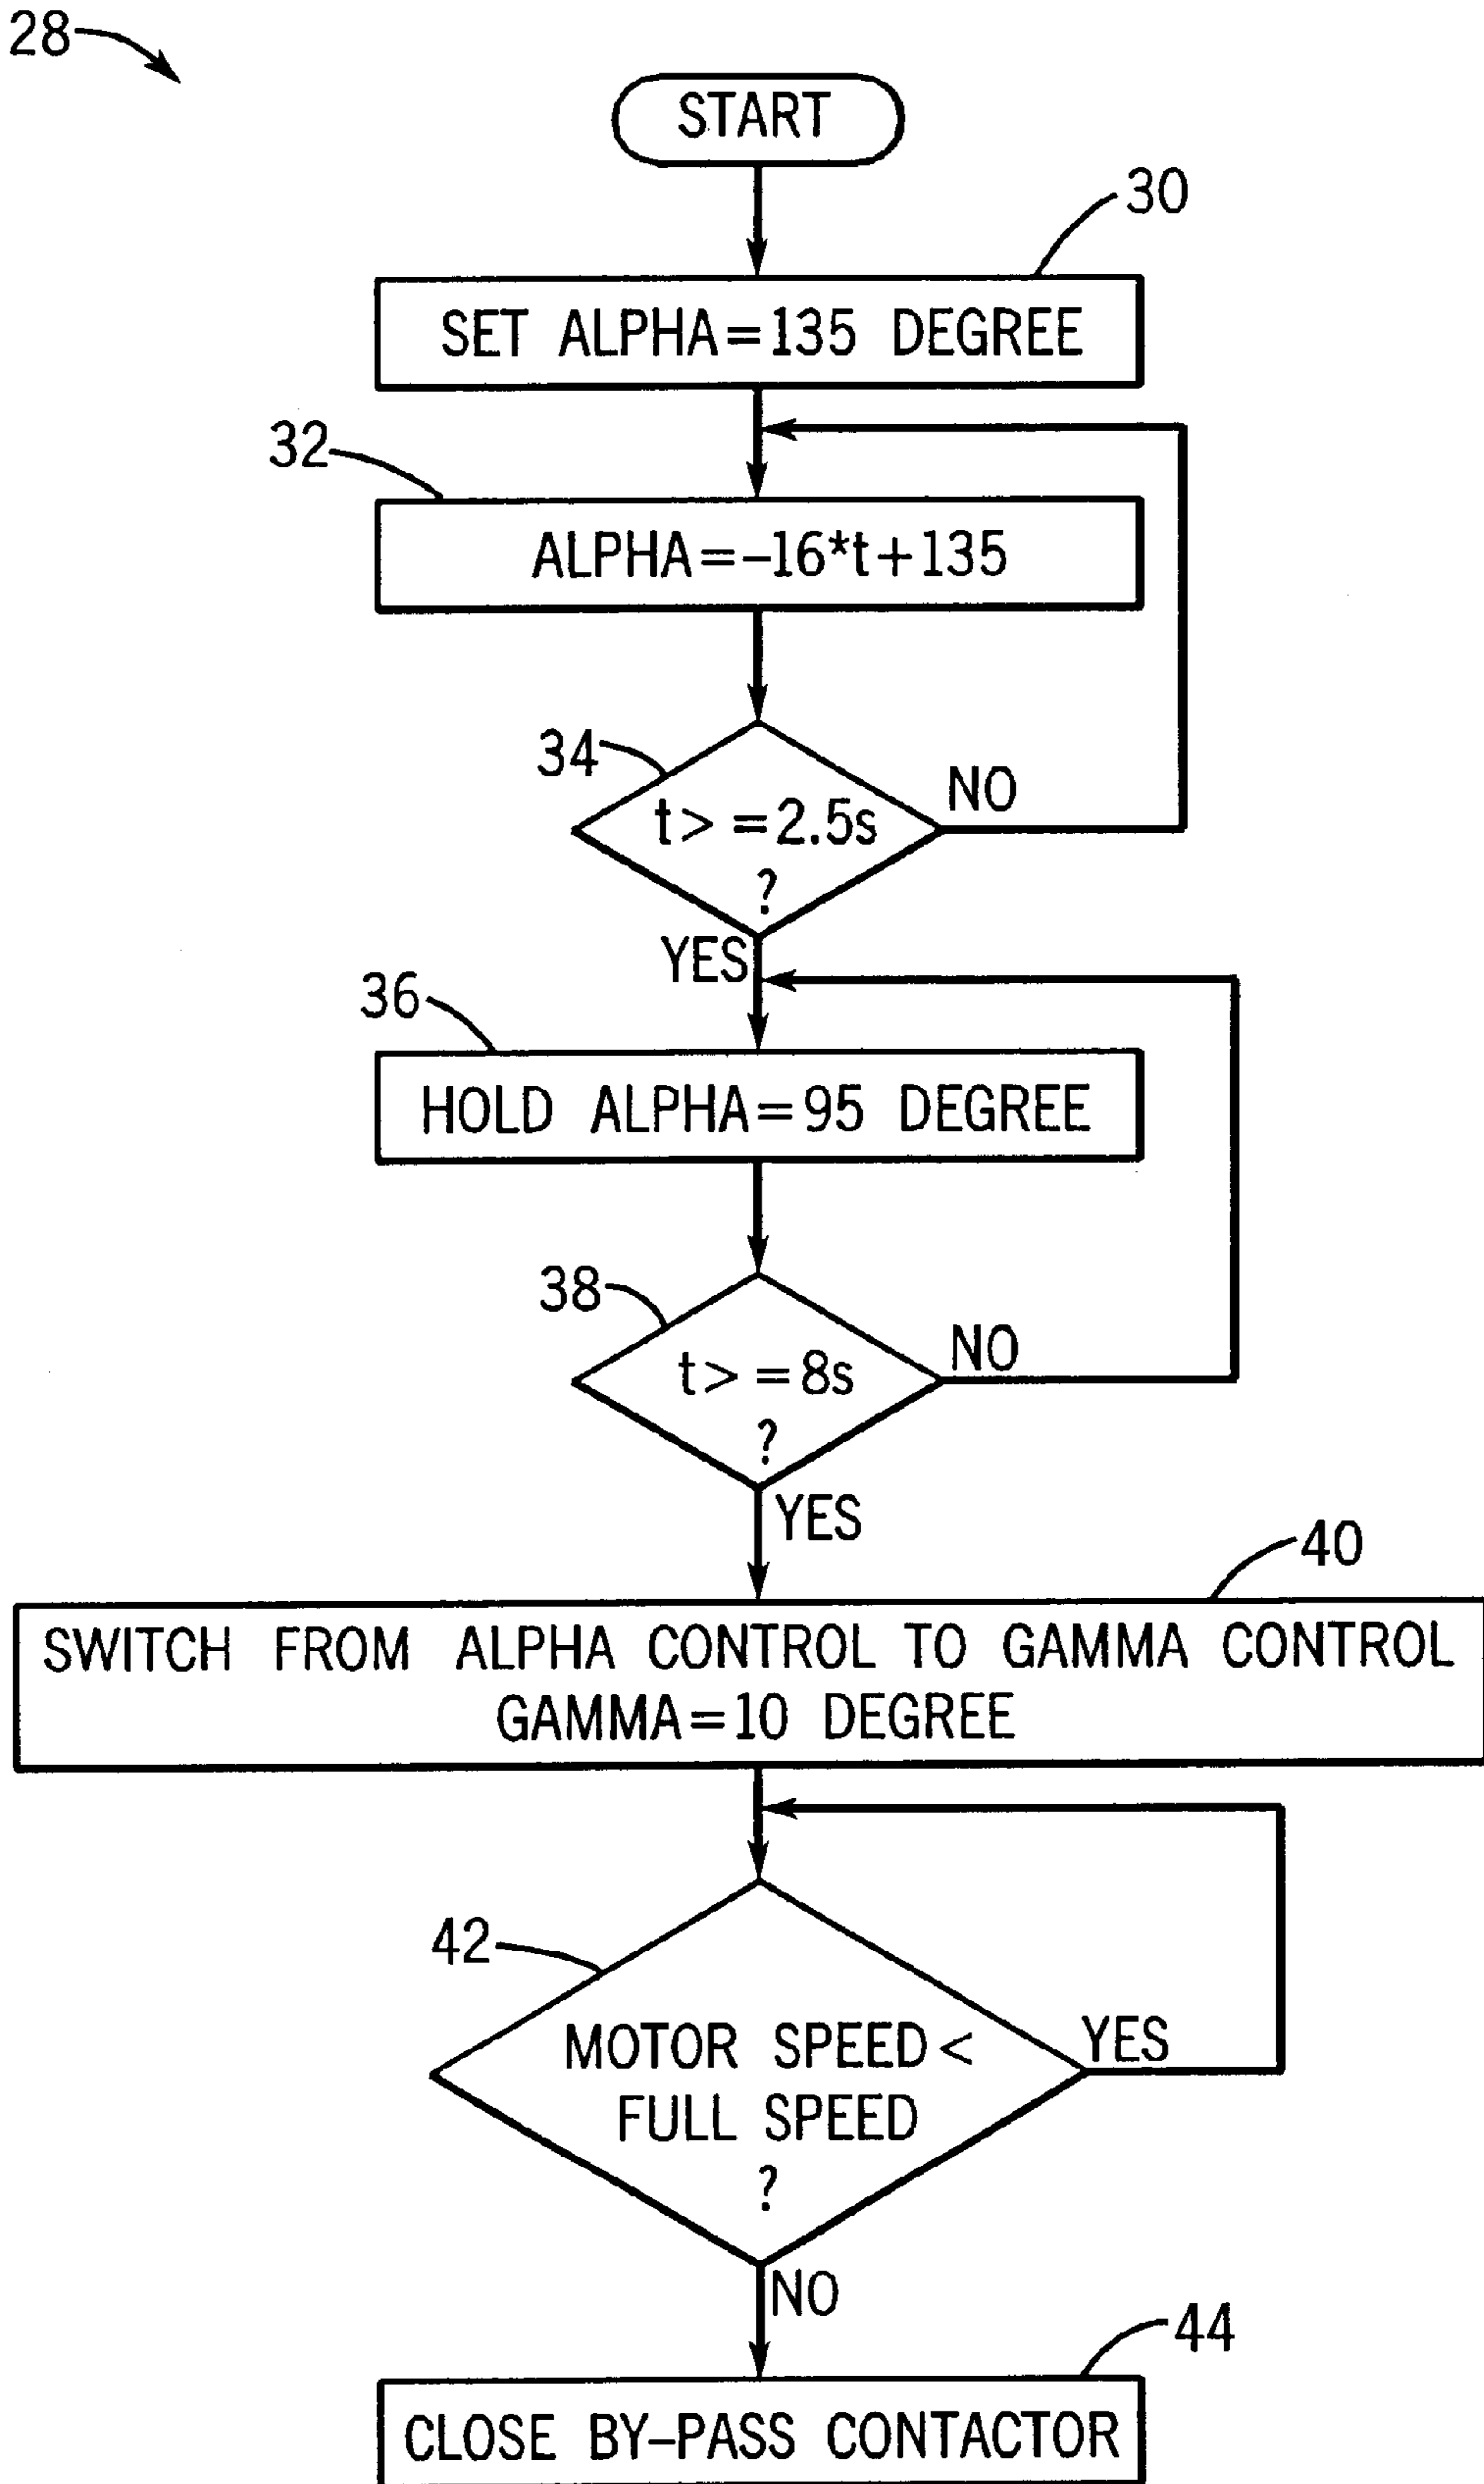 28
START
30
SET ALPHA=135 DEGREE
32
ALPHA=–16*t+135
34
t>=2.5s
?
NO
YES
36
HOLD ALPHA=95 DEGREE
38
t>=8s
?
NO
YES
40
SWITCH FROM ALPHA CONTROL TO GAMMA CONTROL
GAMMA=10 DEGREE
42
MOTOR SPEED<
FULL SPEED
?
YES
NO
44
CLOSE BY–PASS CONTACTOR